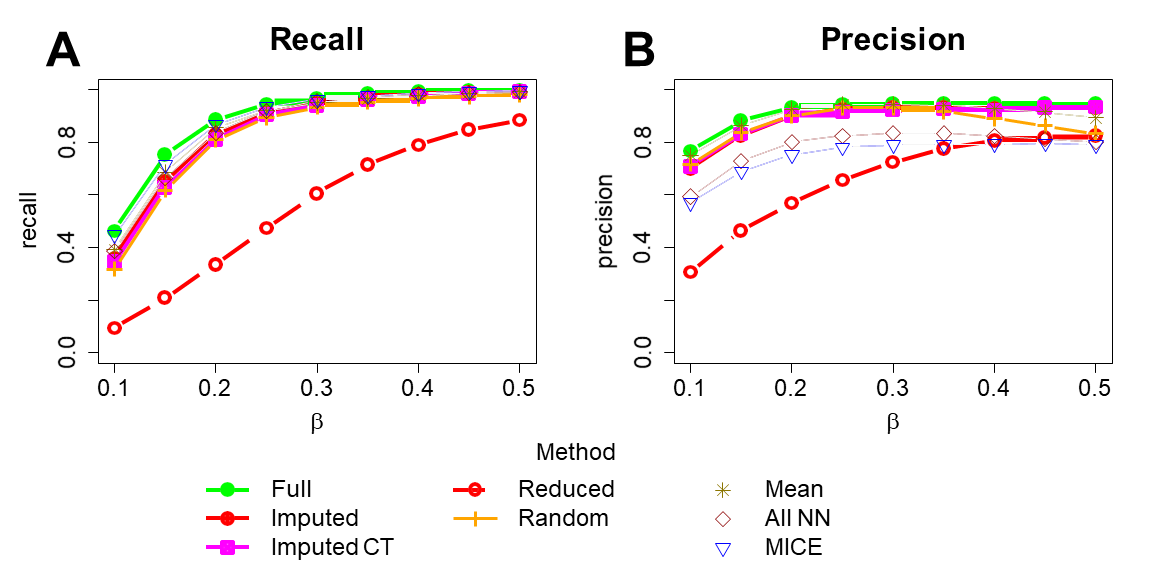 A Recall
recall
0.0 0.4 0.8
0.1 0.2 0.3 0.4 0.5
β
B Precision
precision
0.0 0.4 0.8
0.1 0.2 0.3 0.4 0.5
β
Method
Full Reduced Mean
Imputed Random All NN
Imputed CT MICE